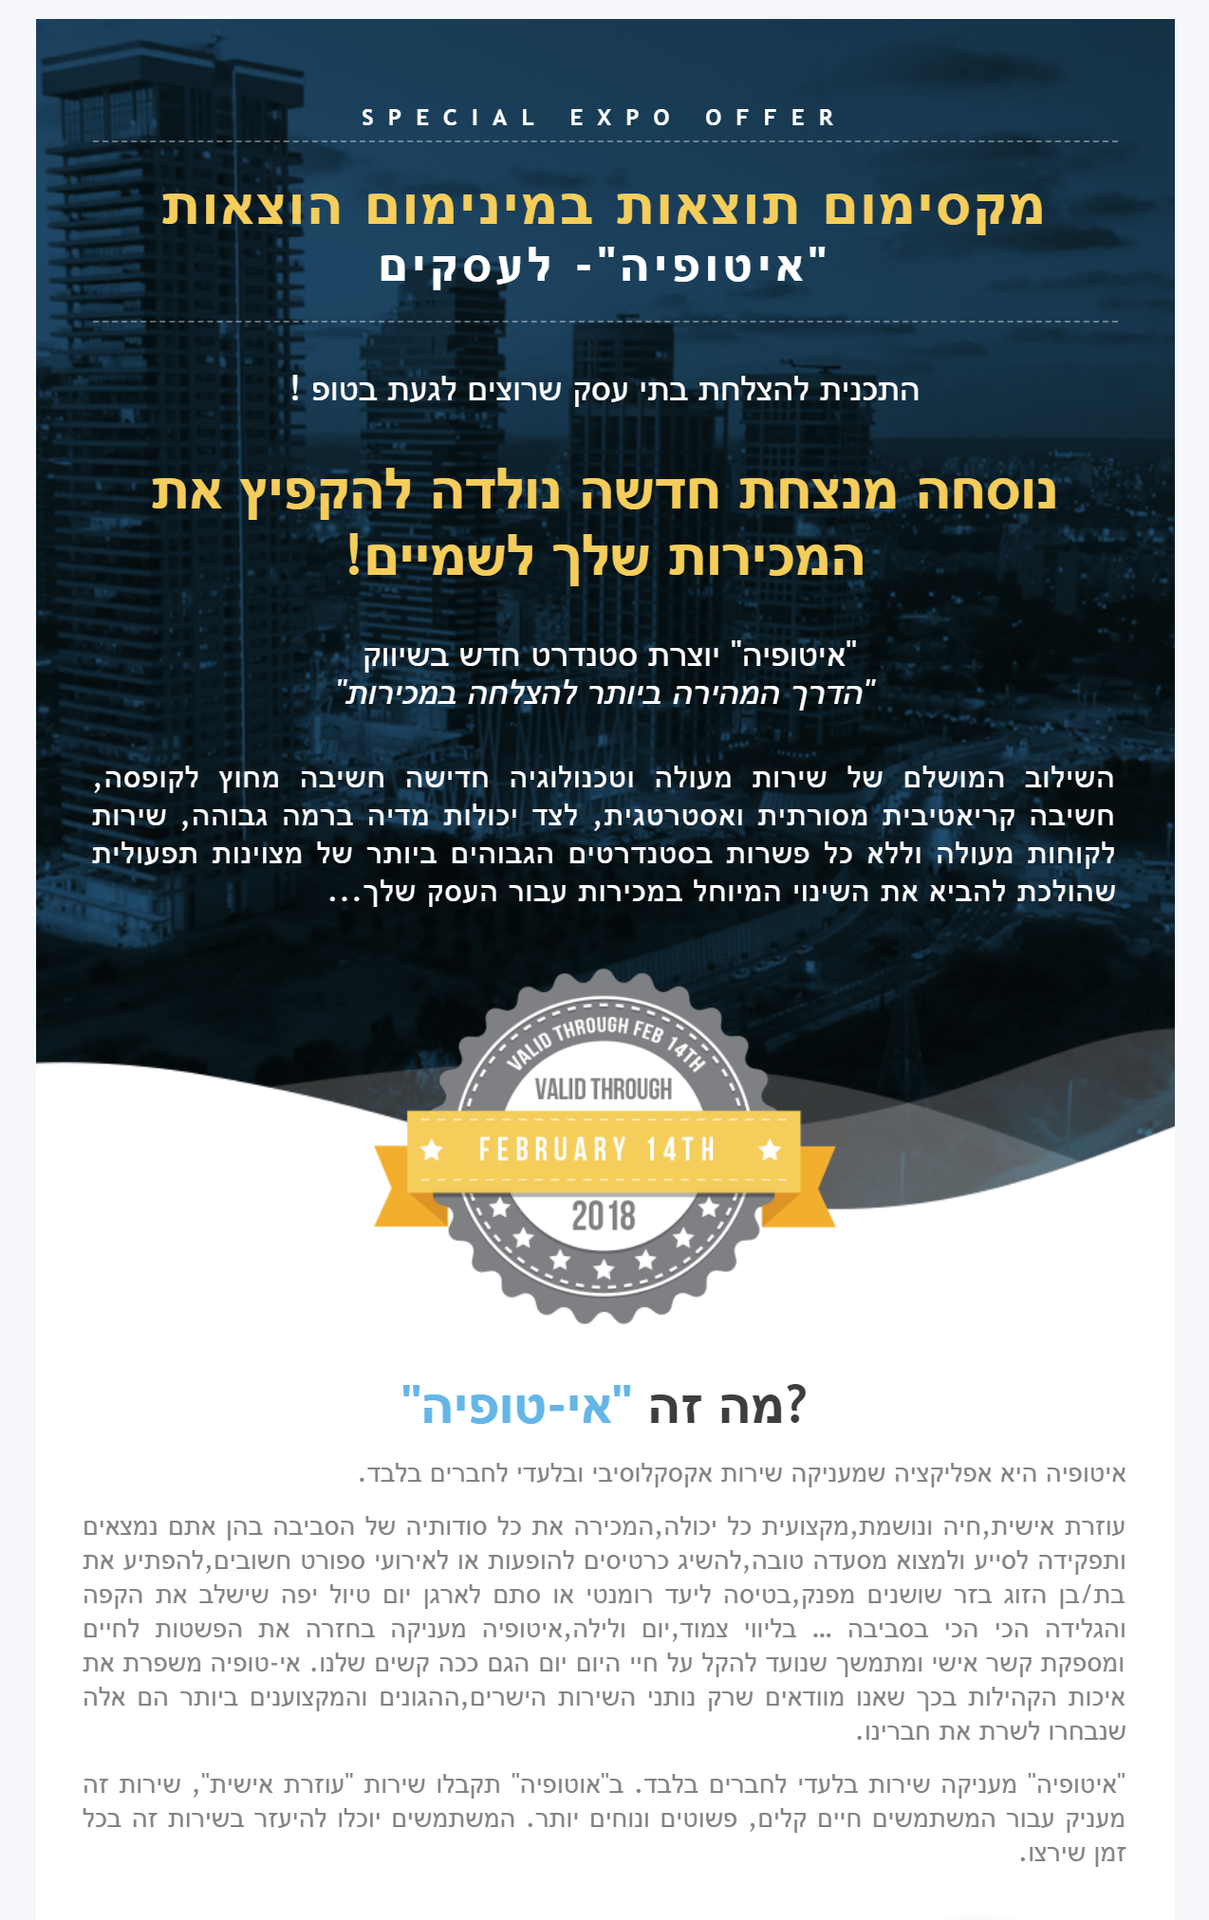 SPECIAL EXPO OFFER
מקסימום תוצאות במינימום הוצאות
"איטופיה"- לעסקים
התכנית להצלחת בתי עסק שרוצים לגעת בטופ !
נוסחה מנצחת חדשה נולדה להקפיץ את
המכירות שלך לשמיים!
"איטופיה" יוצרת סטנדרט חדש בשיווק
"הדרך המהירה ביותר להצלחה במכירות"
השילוב המושלם של שירות מעולה וטכנולוגיה חדישה חשיבה מחוץ לקופסה,
חשיבה קריאטיבית מסורתית ואסטרטגית, לצד יכולות מדיה ברמה גבוהה, שירות
לקוחות מעולה וללא כל פשרות בסטנדרטים הגבוהים ביותר של מצוינות תפעולית
שהולכת להביא את השינוי המיוחל במכירות עבור העסק שלך...
VALID THROUGH FEB 14TH
VALID THROUGH
FEBRUARY 14TH
2018
?מה זה "אי-טופיה"
איטופיה היא אפליקציה שמעניקה שירות אקסקלוסיבי ובלעדי לחברים בלבד.
עוזרת אישית,חיה ונושמת,מקצועית כל יכולה,המכירה את כל סודותיה של הסביבה בהן אתם נמצאים
ותפקידה לסייע ולמצוא מסעדה טובה,להשיג כרטיסים להופעות או לאירועי ספורט חשובים,להפתיע את
בת/בן הזוג בזר שושנים מפנק,בטיסה ליעד רומנטי או סתם לארגן יום טיול יפה שישלב את הקפה
והגלידה הכי הכי בסביבה ... בליווי צמוד,יום ולילה,איטופיה מעניקה בחזרה את הפשטות לחיים
ומספקת קשר אישי ומתמשך שנועד להקל על חיי היום יום הגם ככה קשים שלנו. אי-טופיה משפרת את
איכות הקהילות בכך שאנו מוודאים שרק נותני השירות הישרים,ההגונים והמקצוענים ביותר הם אלה
שנבחרו לשרת את חברינו.
"איטופיה" מעניקה שירות בלעדי לחברים בלבד. ב"אוטופיה" תקבלו שירות "עוזרת אישית", שירות זה
מעניק עבור המשתמשים חיים קלים, פשוטים ונוחים יותר. המשתמשים יוכלו להיעזר בשירות זה בכל
זמן שירצו.